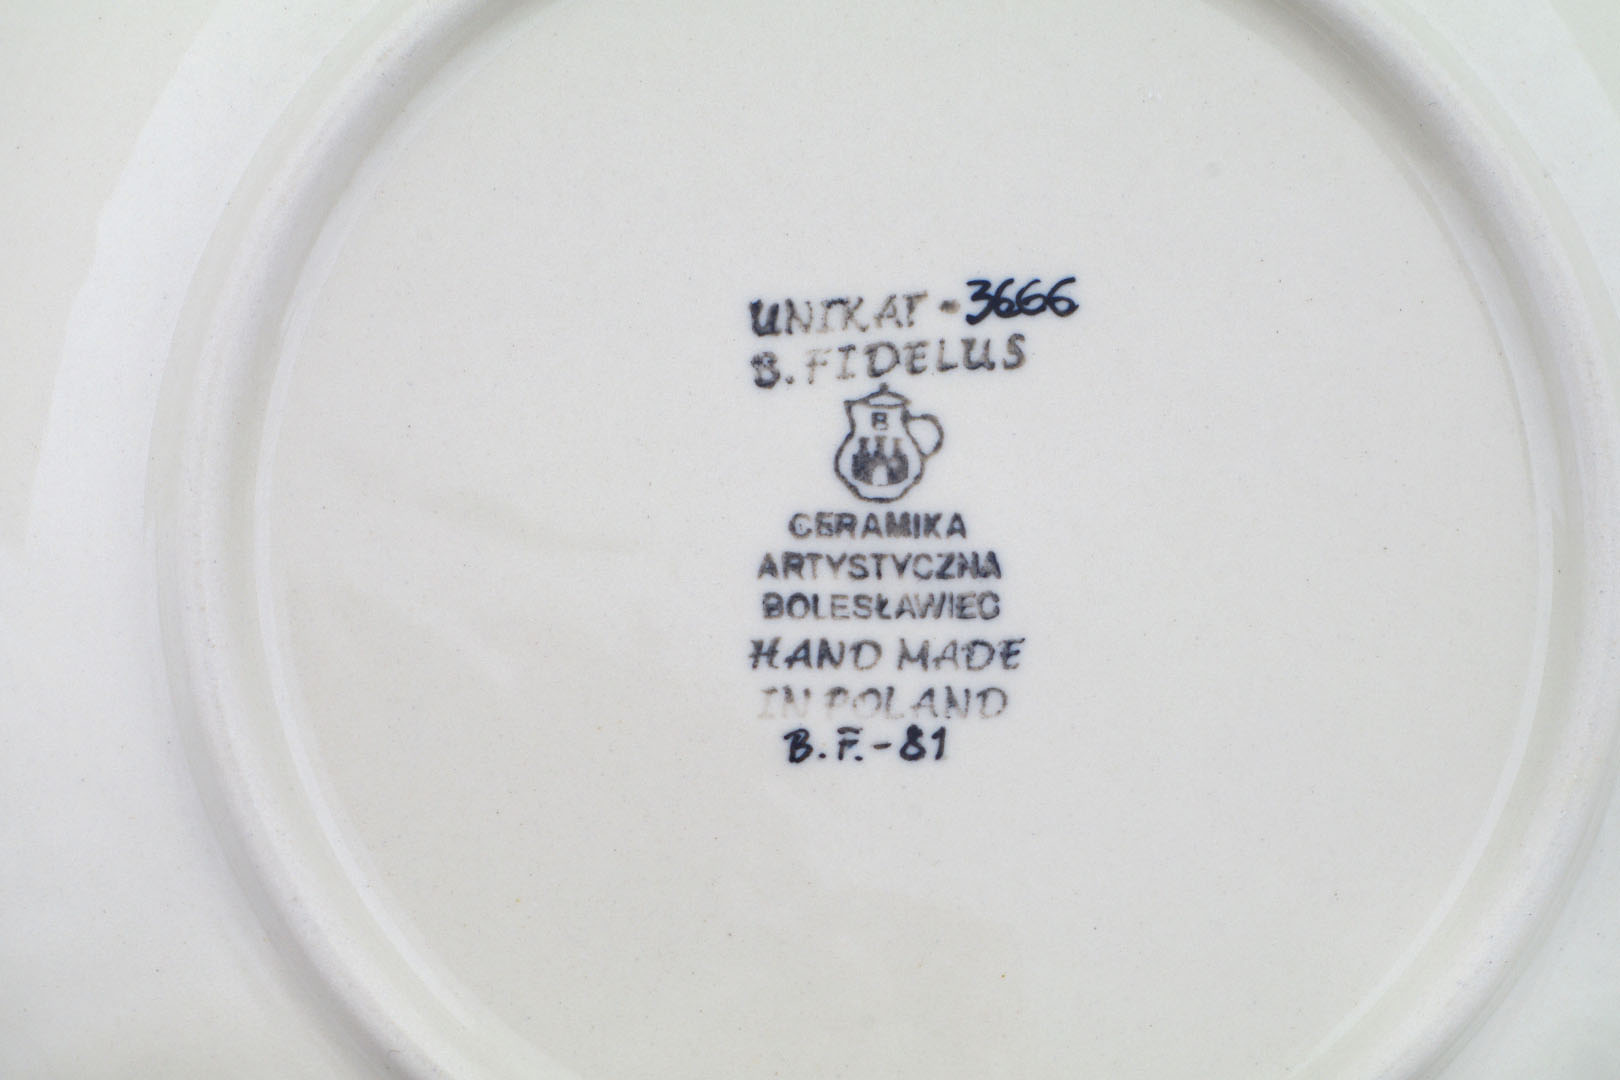 UNIKAT - 3666
B. FIDELUS
B
CERAMIKA
ARTYSTYCZNA
BOLESŁAWIEC
HAND MADE
IN POLAND
B.F.-81